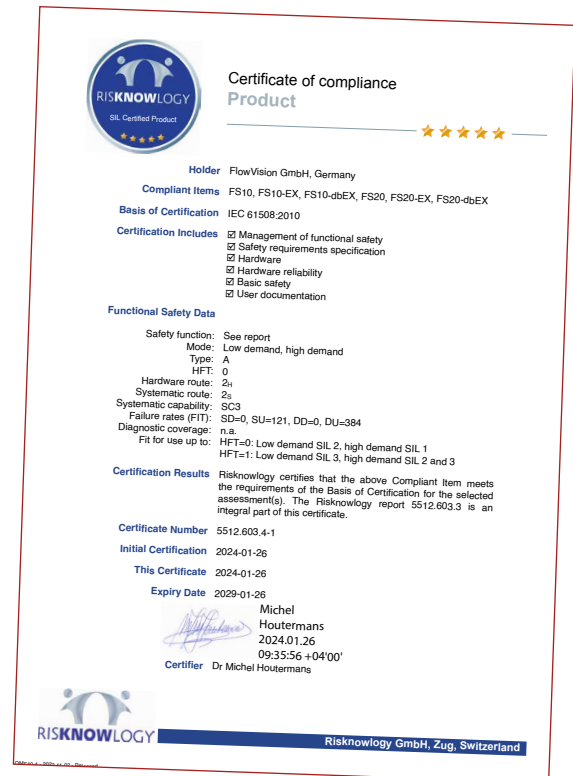 RISKNOWLOGY
SIL Certified Product
Certificate of compliance
Product
Holder FlowVision GmbH, Germany
Compliant Items FS10, FS10-EX, FS10-dbEX, FS20, FS20-EX, FS20-dbEX
Basis of Certification IEC 61508:2010
Certification Includes ☑ Management of functional safety
☑ Safety requirements specification
☑ Hardware
☑ Hardware reliability
☑ Basic safety
☑ User documentation
Functional Safety Data
Safety function: See report
Mode: Low demand, high demand
Type: A
HFT: 0
Hardware route: 2H
Systematic route: 2S
Systematic capability: SC3
Failure rates (FIT): SD=0, SU=121, DD=0, DU=384
Diagnostic coverage: n.a.
Fit for use up to: HFT=0: Low demand SIL 2, high demand SIL 1
HFT=1: Low demand SIL 3, high demand SIL 2 and 3
Certification Results Risknowlogy certifies that the above Compliant Item meets
the requirements of the Basis of Certification for the selected
assessment(s). The Risknowlogy report 5512.603.3 is an
integral part of this certificate.
Certificate Number 5512.603.4-1
Initial Certification 2024-01-26
This Certificate 2024-01-26
Expiry Date 2029-01-26
Michel
Houtermans
2024.01.26
09:35:56 +04'00'
Certifier Dr Michel Houtermans
RISKNOWLOGY
Risknowlogy GmbH, Zug, Switzerland